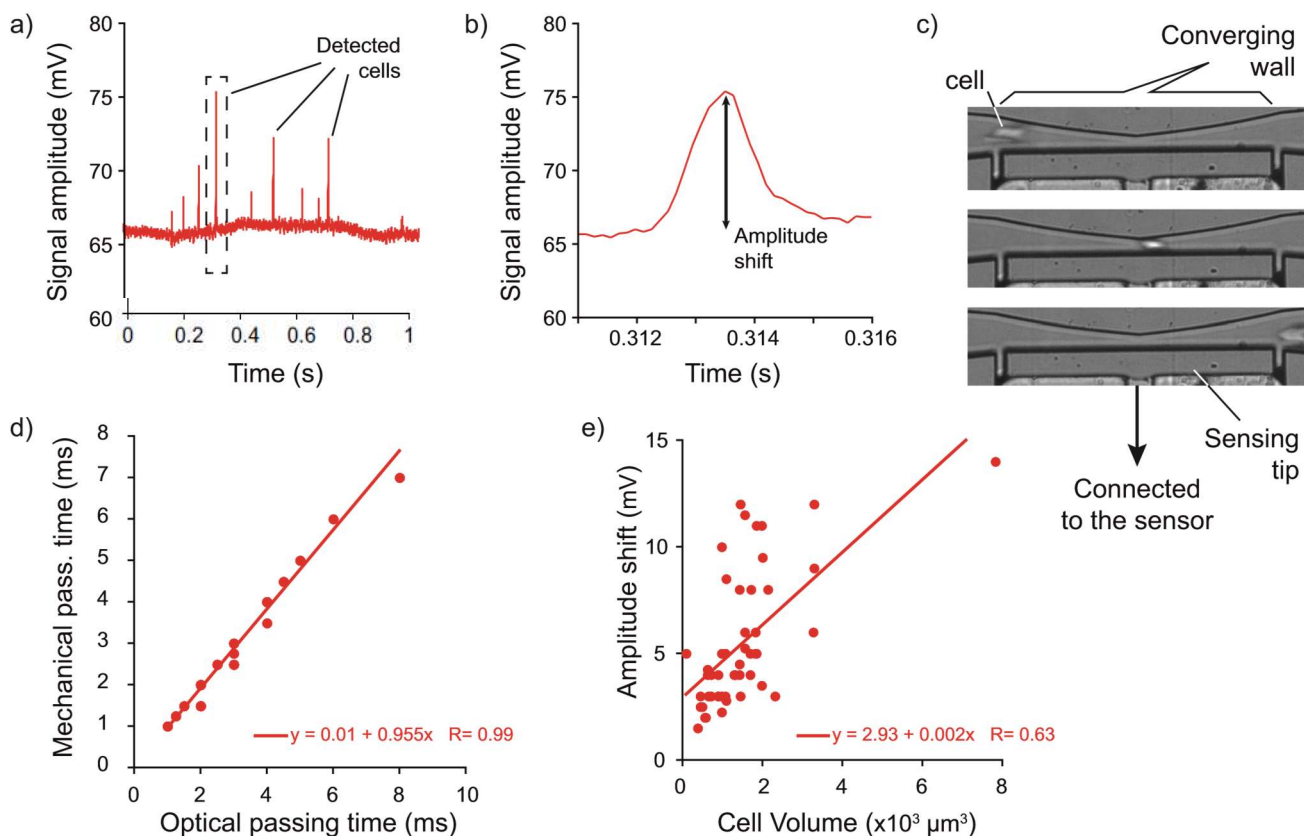 a)
80
75
70
65
60
Signal amplitude (mV)
Detected
cells
0
0.2
0.4
0.6
0.8
1
Time (s)
b)
80
75
70
65
60
Signal amplitude (mV)
Amplitude
shift
0.312
0.314
0.316
Time (s)
c)
Converging
wall
cell
Sensing
tip
Connected
to the sensor
d)
8
7
6
5
4
3
2
1
0
Mechanical pass. time (ms)
y = 0.01 + 0.955x R= 0.99
2
4
6
8
10
Optical passing time (ms)
e)
15
10
5
0
Amplitude shift (mV)
y = 2.93 + 0.002x R= 0.63
0
2
4
6
8
Cell Volume (x10³ µm³)